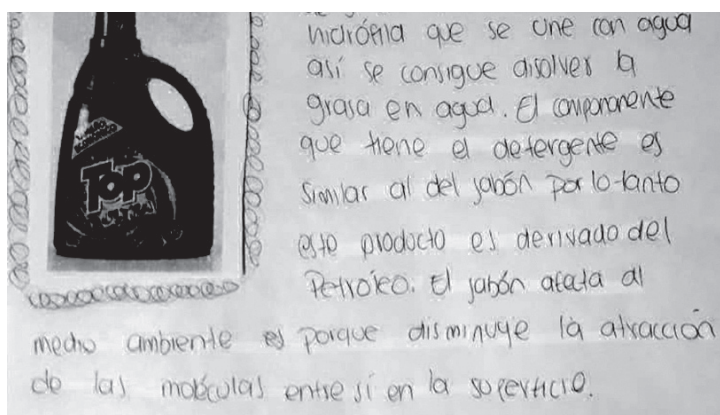 hidrófila que se une con agua
así se consigue disolver la
grasa en agua. El componente
que tiene el detergente es
Similar al del jabón por lo-tanto
este producto es derivado del
Petróleo. El jabón afecta al
medio ambiente es porque disminuye la atracción
de las moléculas entre sí en la superficie.
TOP